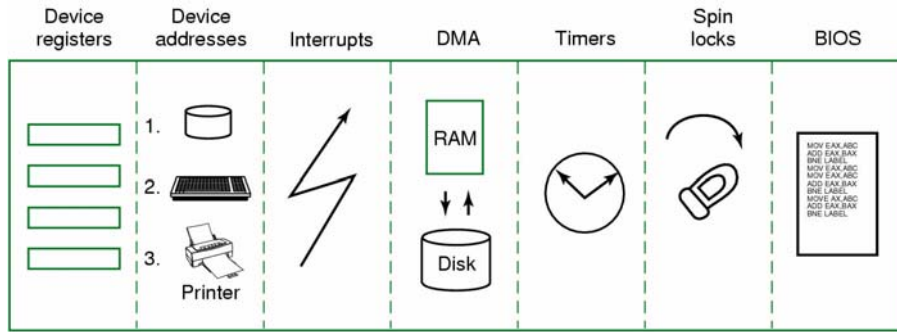 Device
registers
Device
addresses
Interrupts
DMA
Timers
Spin
locks
BIOS
1.
2.
3.
Printer
RAM
Disk
MOV EAX,ABC
ADD EAX,BAX
BNE LABEL
MOV EAX,ABC
MOV EAX,ABC
ADD EAX,BAX
BNE LABEL
MOVE AX,ABC
ADD EAX,BAX
BNE LABEL